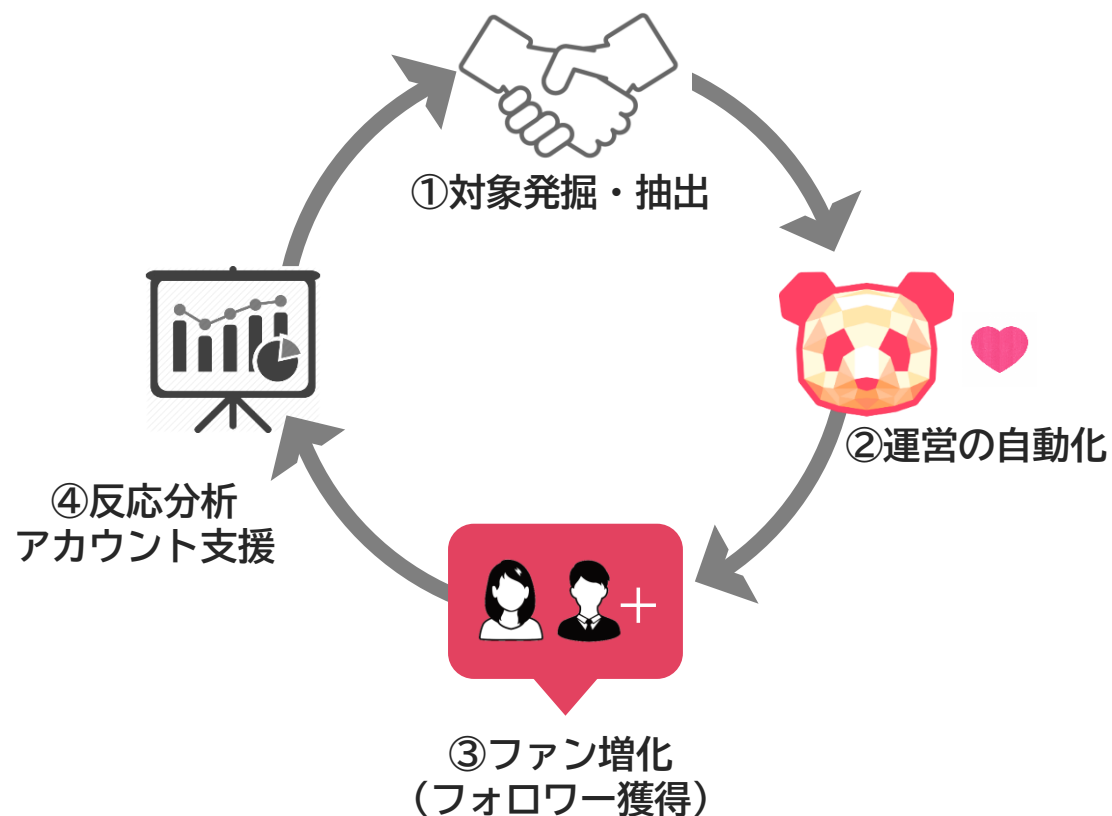 ①対象発掘・抽出
②運営の自動化
③ファン増化
(フォロワー獲得)
④反応分析
アカウント支援